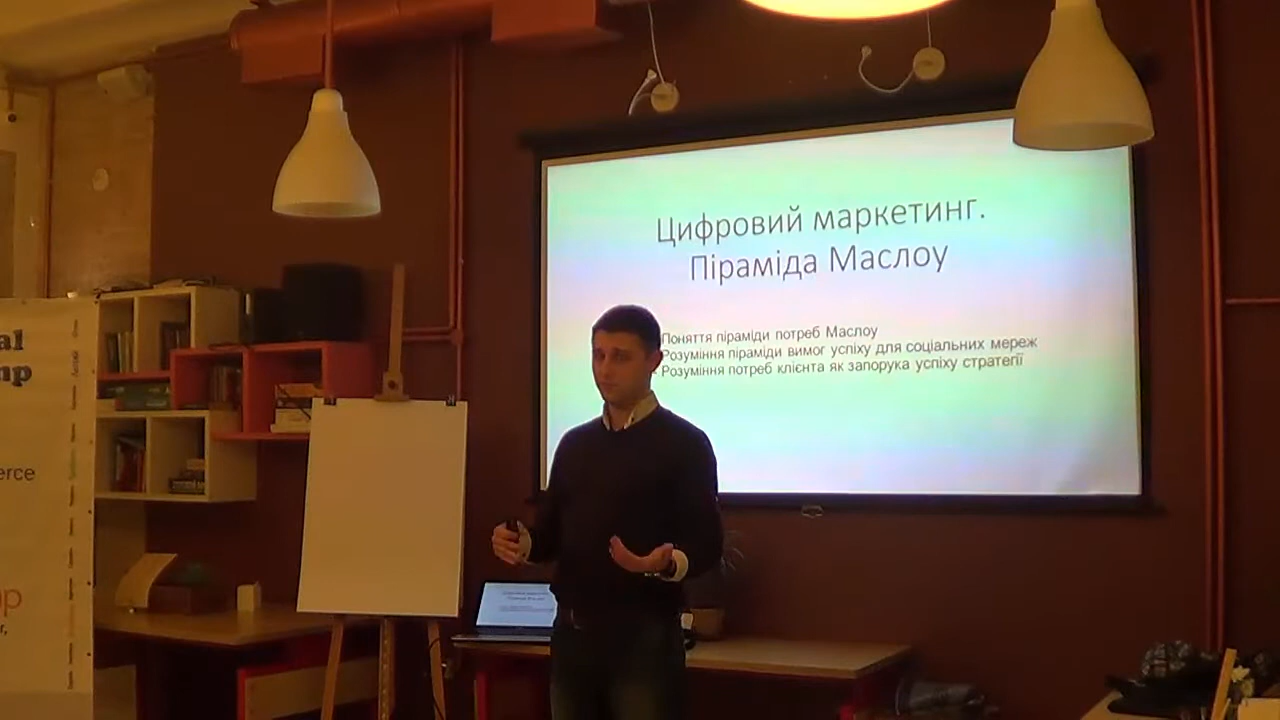 Цифровий маркетинг.
Піраміда Маслоу
Поняття піраміди потреб Маслоу
Розуміння піраміди вимог успіху для соціальних мереж
Розуміння потреб клієнта як запорука успіху стратегії
al
mp
erce